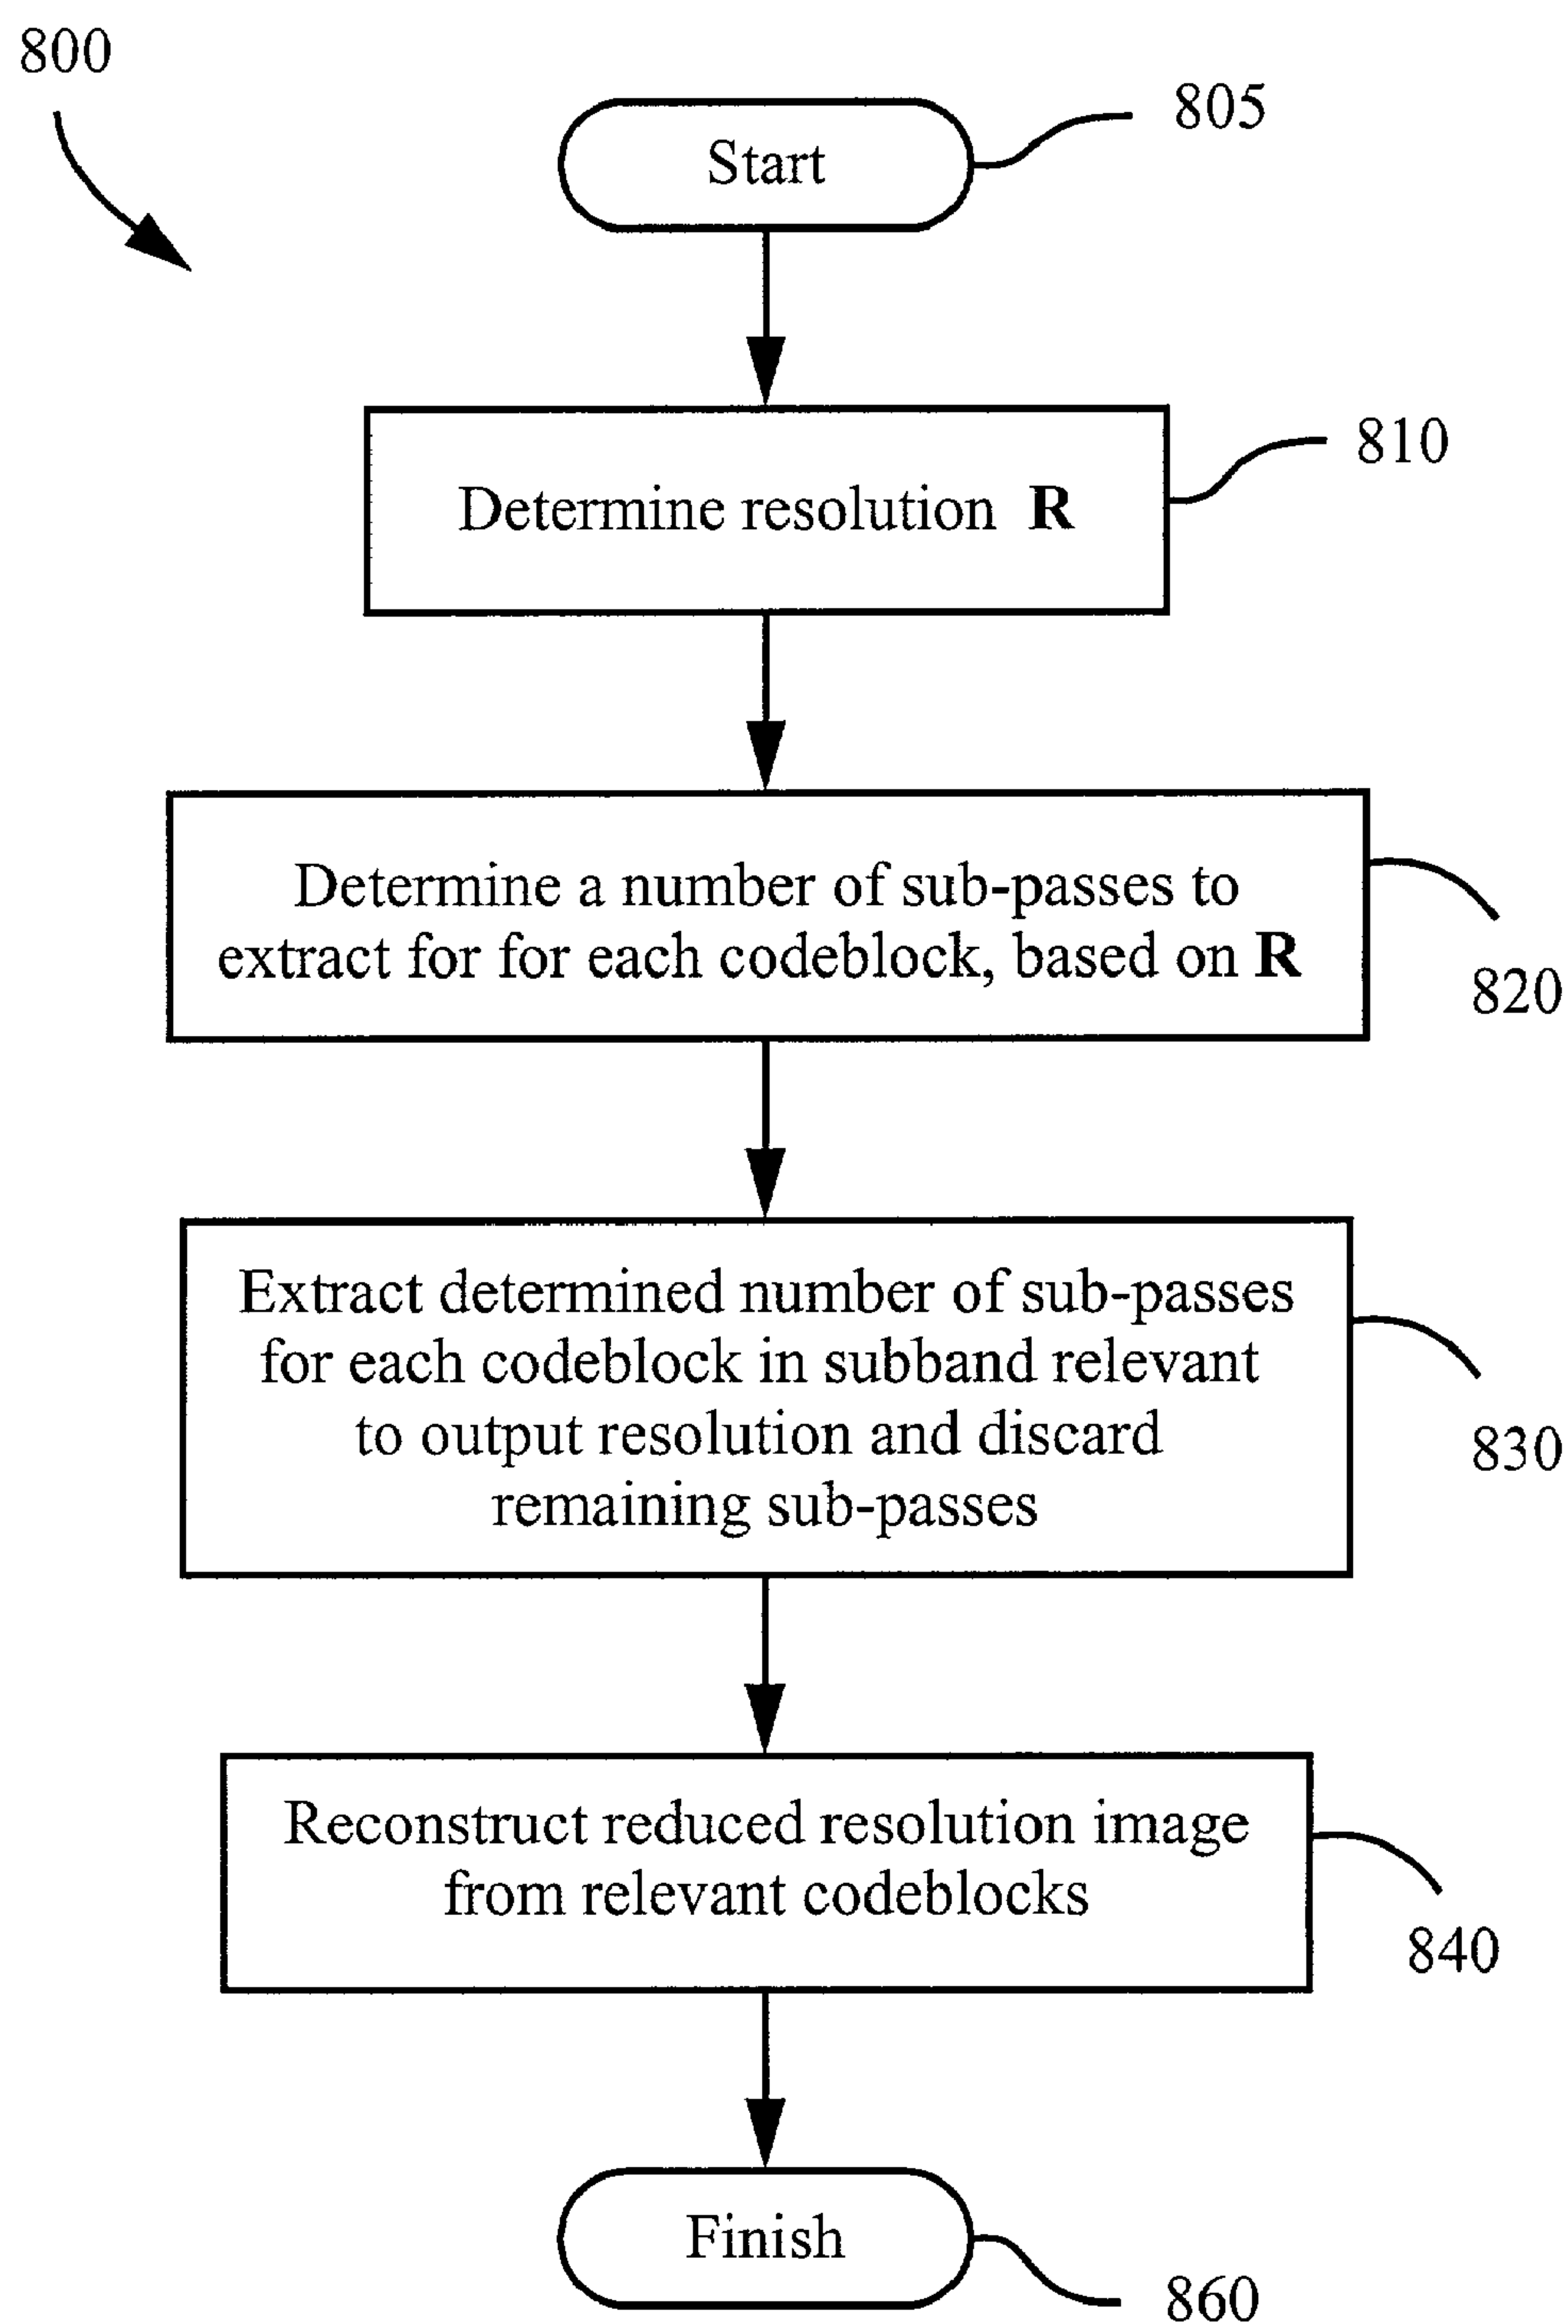 800
805
Start
810
Determine resolution R
Determine a number of sub-passes to
extract for for each codeblock, based on R
820
Extract determined number of sub-passes
for each codeblock in subband relevant
to output resolution and discard
remaining sub-passes
830
Reconstruct reduced resolution image
from relevant codeblocks
840
Finish
860